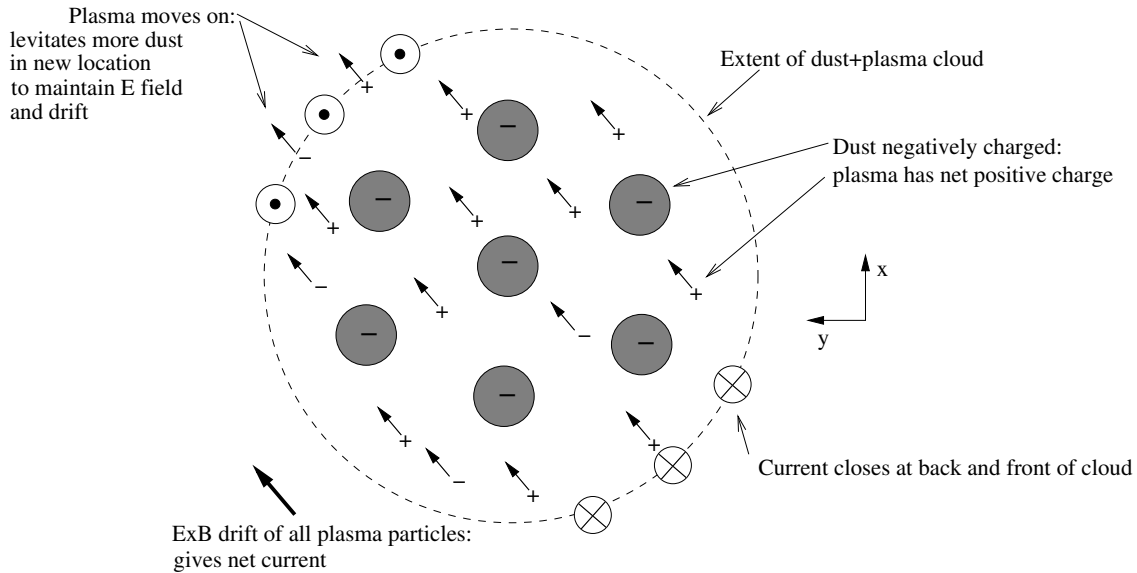 Plasma moves on:
levitates more dust
in new location
to maintain E field
and drift
Extent of dust+plasma cloud
Dust negatively charged:
plasma has net positive charge
x
y
Current closes at back and front of cloud
ExB drift of all plasma particles:
gives net current